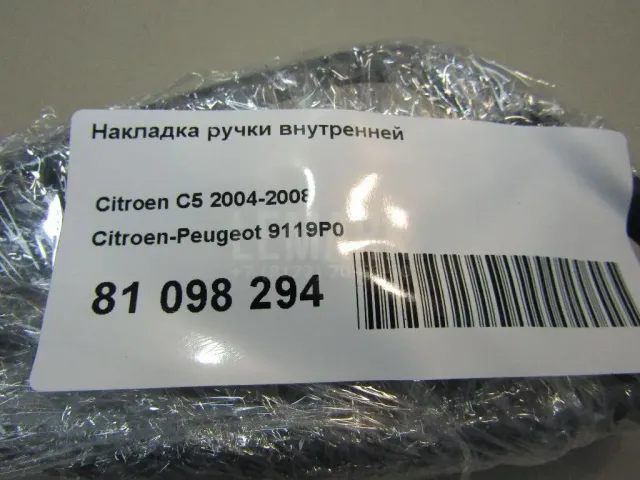 Накладка ручки внутренней
Citroen C5 2004-2008
Citroen-Peugeot 9119P0
81 098 294